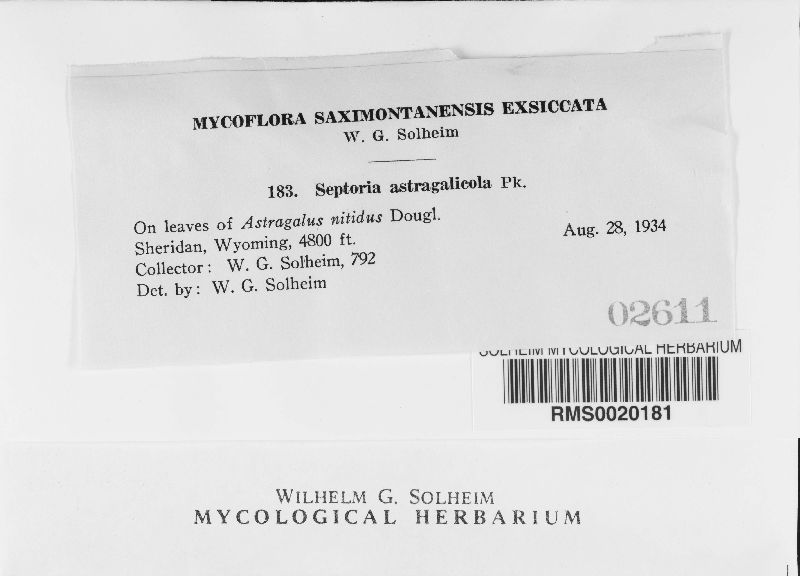 MYCOFLORA SAXIMONTANENSIS EXSICCATA
W. G. Solheim
183. Septoria astragalicola Pk.
On leaves of Astragalus nitidus Dougl.
Sheridan, Wyoming, 4800 ft.
Aug. 28, 1934
Collector: W. G. Solheim, 792
Det. by: W. G. Solheim
02611
SOLHEIM MYCOLOGICAL HERBARIUM
RMS0020181
WILHELM G. SOLHEIM
MYCOLOGICAL HERBARIUM